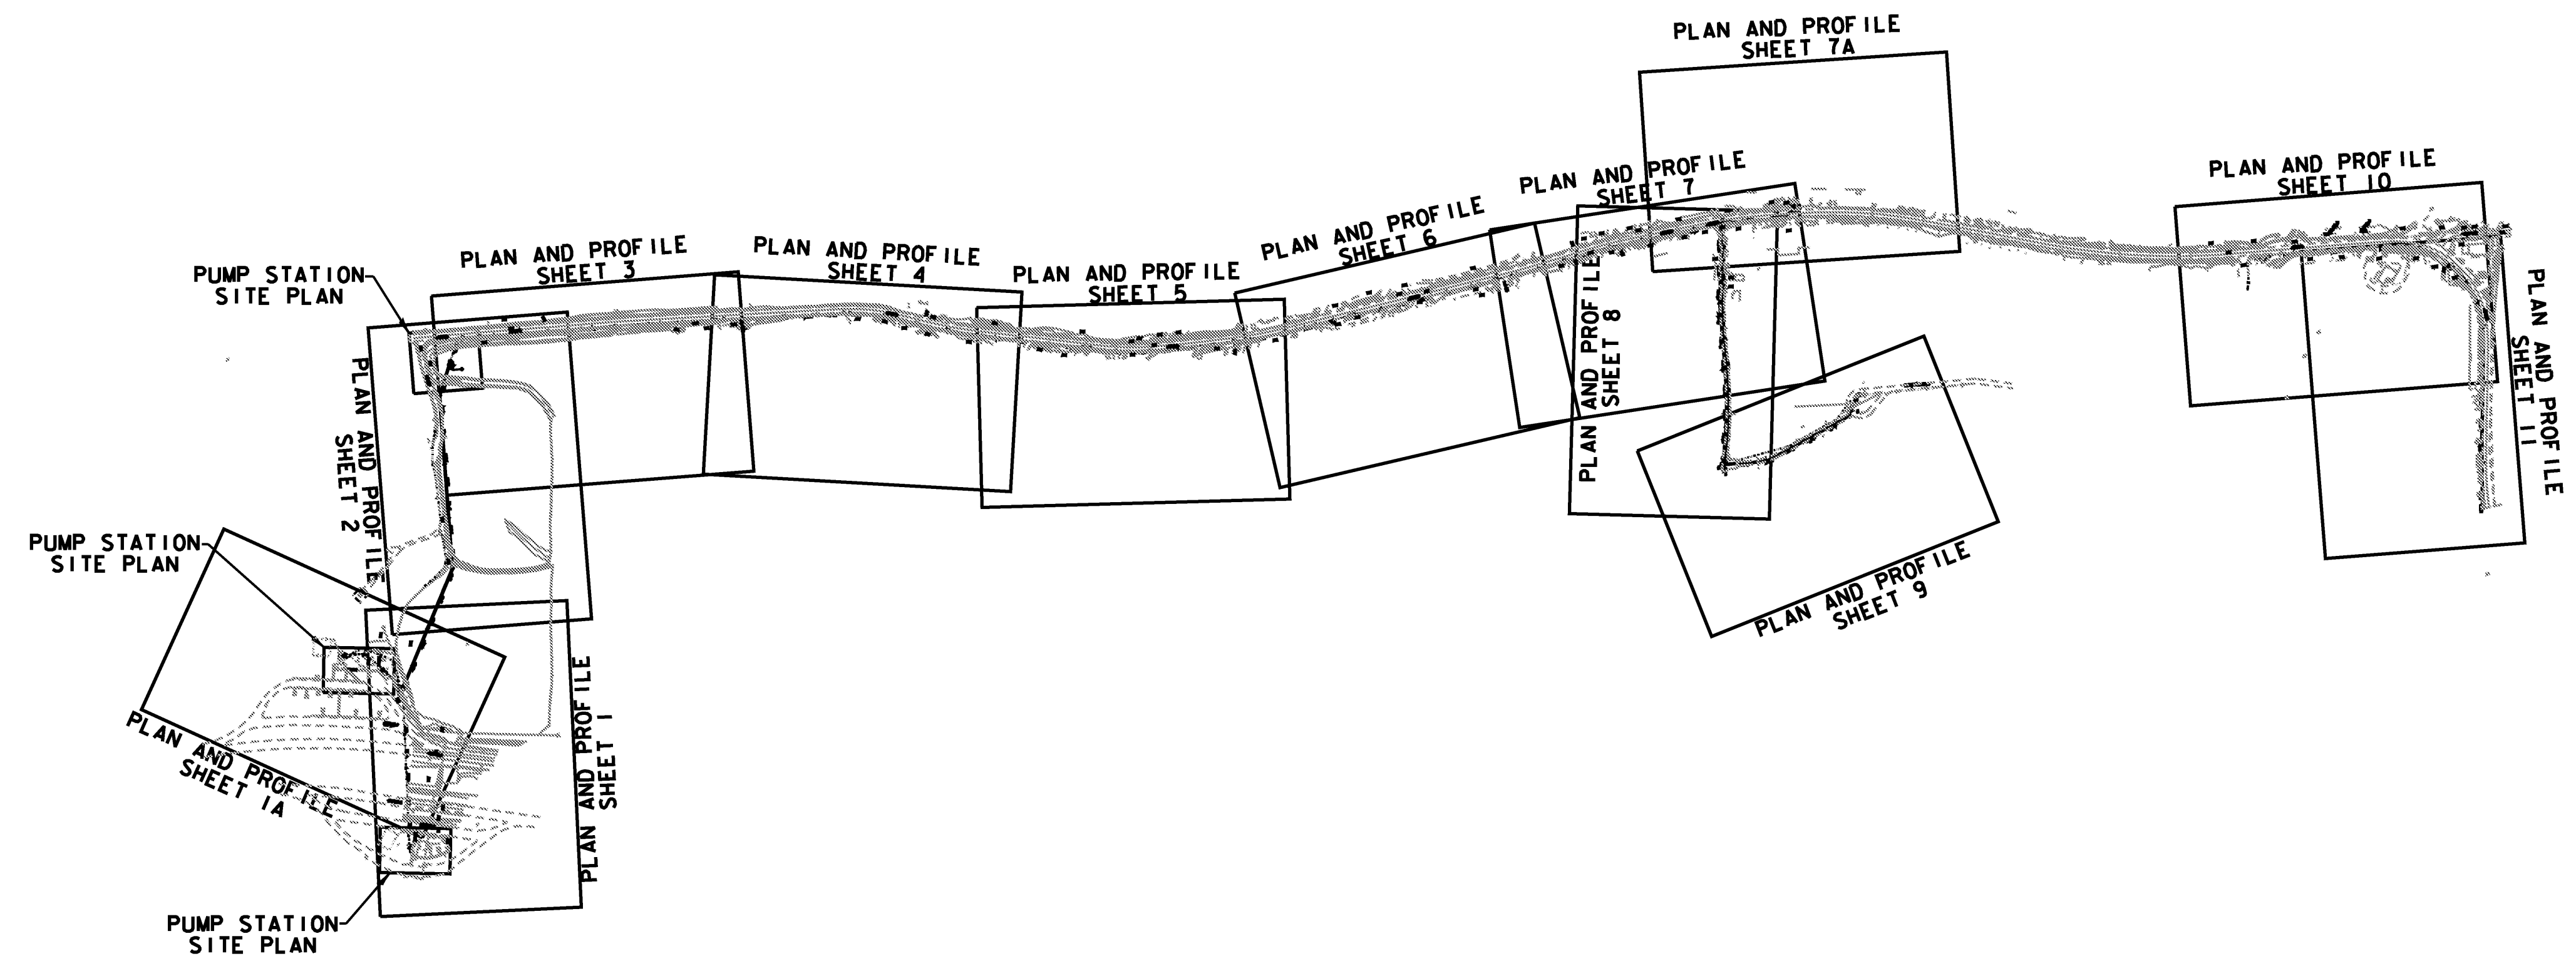 PLAN AND PROFILE
SHEET 7A
PLAN AND PROFILE
SHEET 7
PLAN AND PROFILE
SHEET 10
PLAN AND PROFILE
SHEET 6
PLAN AND PROFILE
SHEET 3
PLAN AND PROFILE
SHEET 4
PLAN AND PROFILE
SHEET 5
PUMP STATION
SITE PLAN
PLAN AND PROFILE
SHEET 8
PLAN AND PROFILE
SHEET 11
PLAN AND PROFILE
SHEET 2
PUMP STATION
SITE PLAN
PLAN AND PROFILE
SHEET 9
PLAN AND PROFILE
SHEET 1
PLAN AND PROFILE
SHEET 1A
PUMP STATION
SITE PLAN